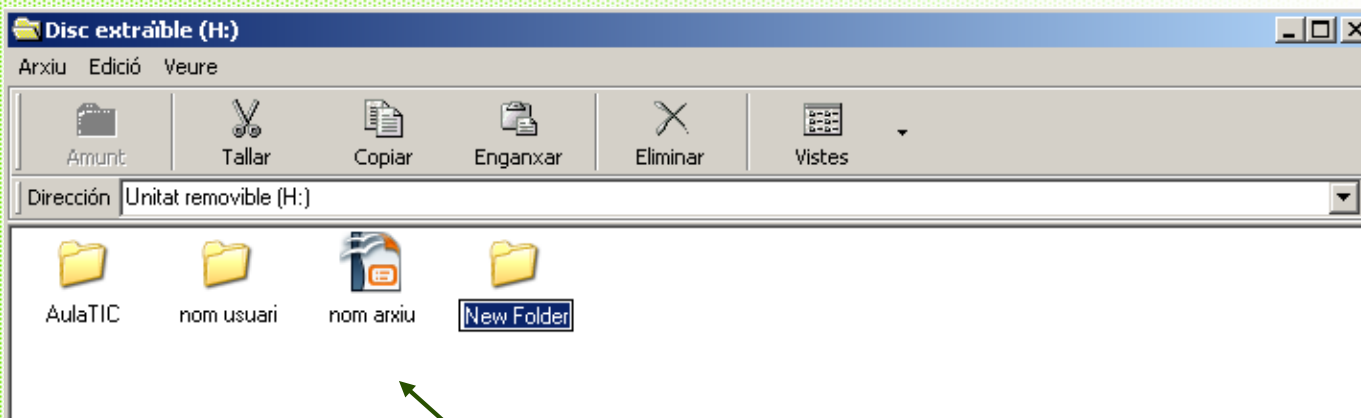 Disc extraïble (H:)
Arxiu Edició Veure
Amunt Tallar Copiar Enganxar Eliminar Vistes
Dirección Unitat removible (H:)
AulaTIC nom usuari nom arxiu New Folder